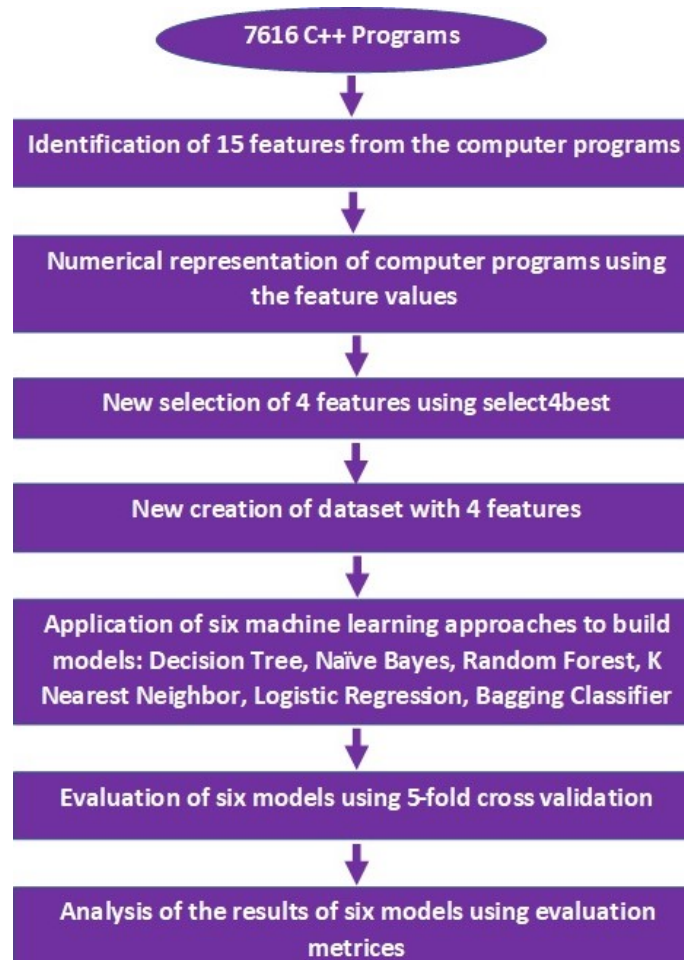 7616 C++ Programs
Identification of 15 features from the computer programs
Numerical representation of computer programs using
the feature values
New selection of 4 features using select4best
New creation of dataset with 4 features
Application of six machine learning approaches to build
models: Decision Tree, Naïve Bayes, Random Forest, K
Nearest Neighbor, Logistic Regression, Bagging Classifier
Evaluation of six models using 5-fold cross validation
Analysis of the results of six models using evaluation
metrices